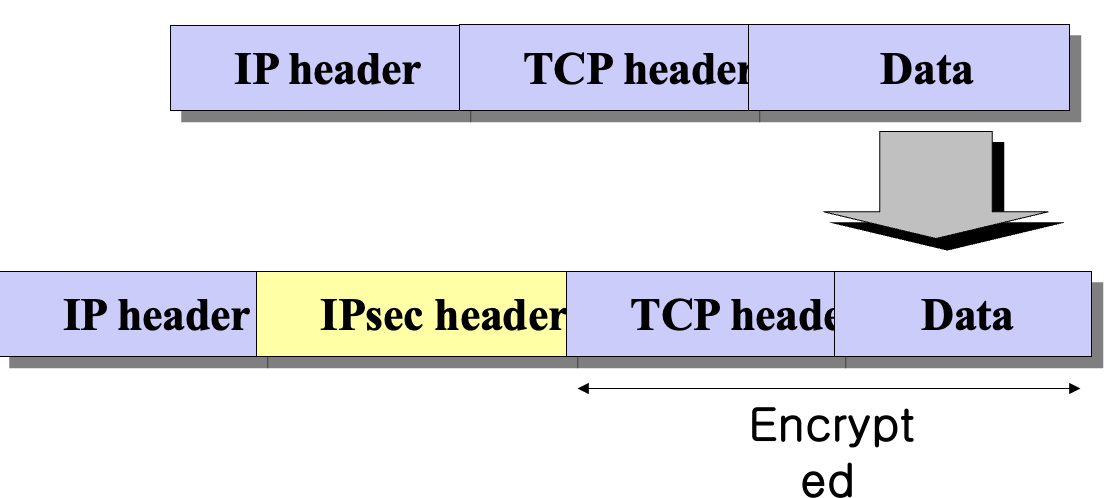 IP header TCP header Data
IP header IPsec header TCP heade Data
Encrypt
ed